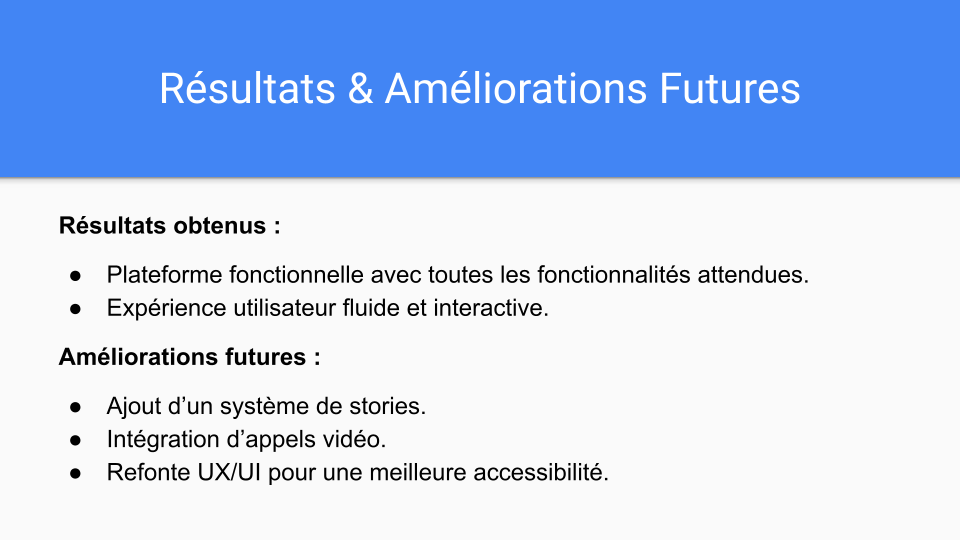 Résultats & Améliorations Futures
Résultats obtenus :
● Plateforme fonctionnelle avec toutes les fonctionnalités attendues.
● Expérience utilisateur fluide et interactive.
Améliorations futures :
● Ajout d’un système de stories.
● Intégration d’appels vidéo.
● Refonte UX/UI pour une meilleure accessibilité.